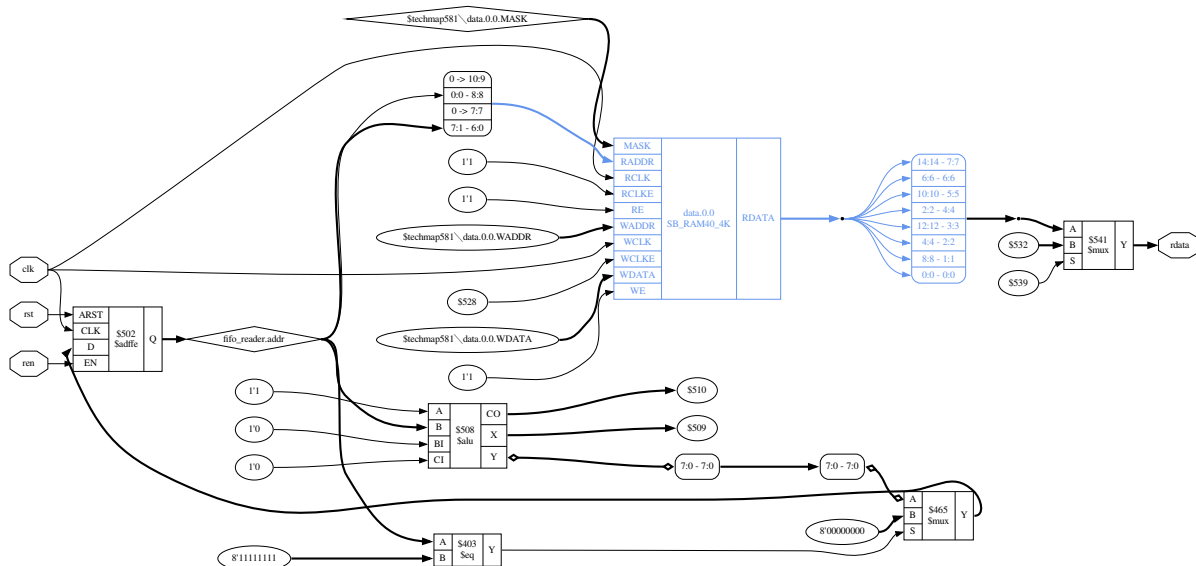 $techmap581\data.0.0.MASK
0 -> 10:9
0:0 - 8:8
0 -> 7:7
7:1 - 6:0
1'1
1'1
$techmap581\data.0.0.WADDR
$528
$techmap581\data.0.0.WDATA
1'1
MASK
RADDR
RCLK
RCLKE
RE
WADDR
WCLK
WCLKE
WDATA
WE
data.0.0
SB_RAM40_4K
RDATA
14:14 - 7:7
6:6 - 6:6
10:10 - 5:5
2:2 - 4:4
12:12 - 3:3
4:4 - 2:2
8:8 - 1:1
0:0 - 0:0
$532
$539
A
B
S
$541
$mux
Y
rdata
clk
rst
ren
ARST
CLK
D
EN
$502
$adffe
Q
fifo_reader.addr
1'1
1'0
1'0
A
B
BI
CI
$508
$alu
CO
X
Y
$510
$509
7:0 - 7:0
7:0 - 7:0
8'00000000
A
B
S
$465
$mux
Y
8'11111111
A
B
$403
$eq
Y